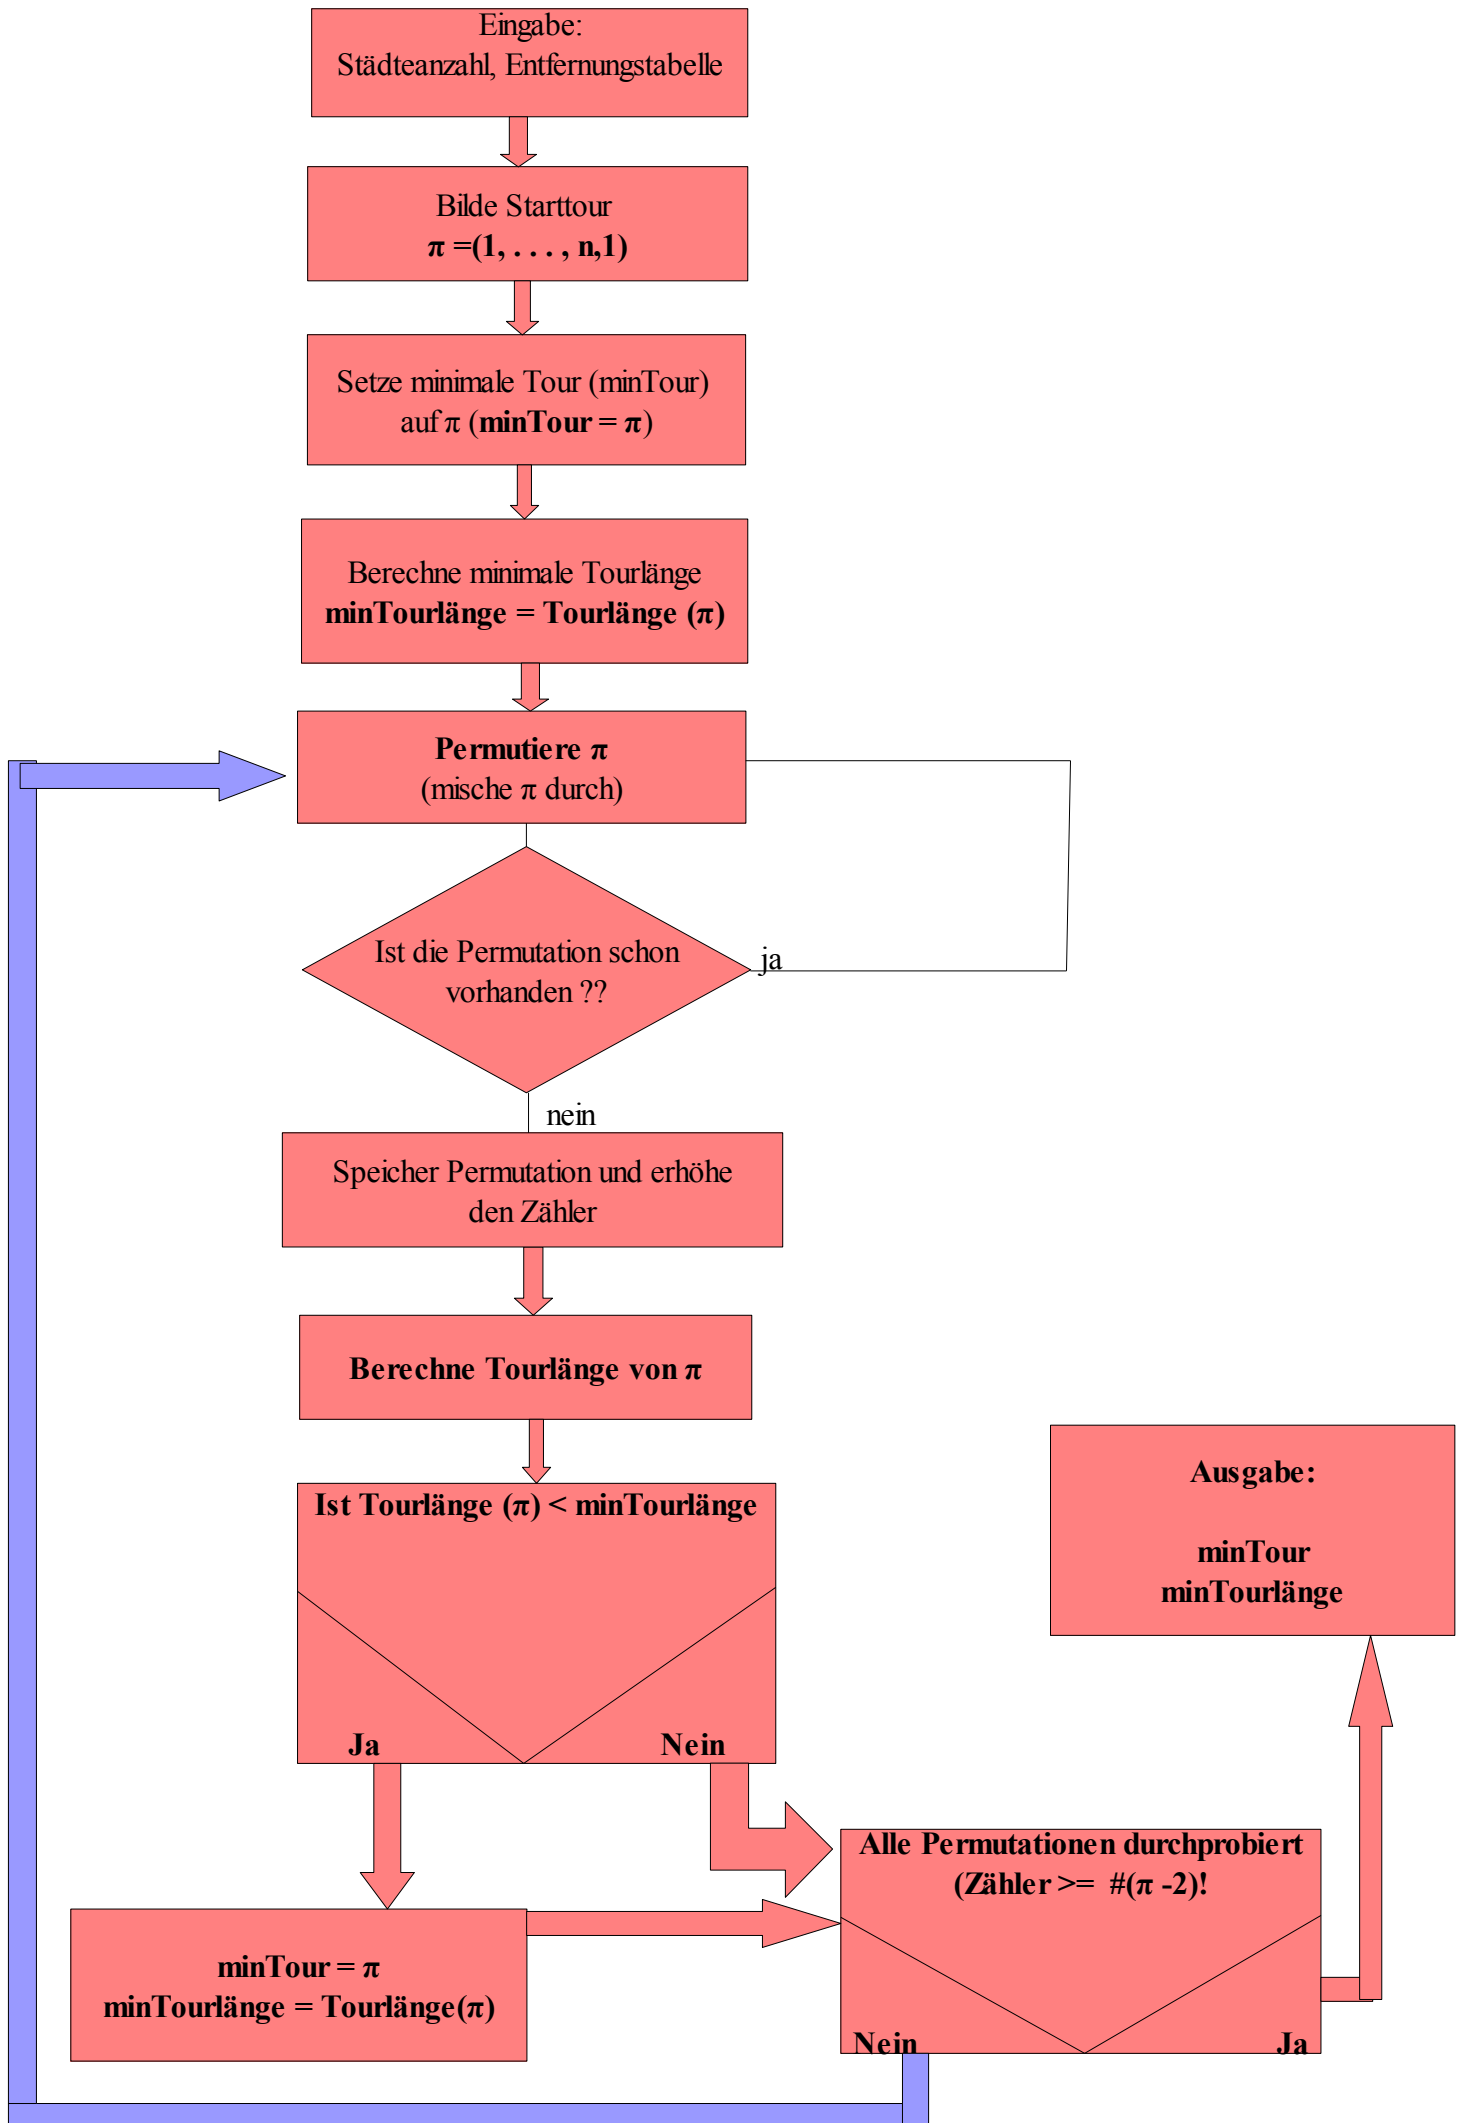 Eingabe:
Städteanzahl, Entfernungstabelle
Bilde Starttour
π =(1, . . . , n,1)
Setze minimale Tour (minTour)
auf π (minTour = π)
Berechne minimale Tourlänge
minTourlänge = Tourlänge (π)
Permutiere π
(mische π durch)
Ist die Permutation schon
vorhanden ??
ja
nein
Speicher Permutation und erhöhe
den Zähler
Berechne Tourlänge von π
Ist Tourlänge (π) < minTourlänge
Ja
Nein
minTour = π
minTourlänge = Tourlänge(π)
Alle Permutationen durchprobiert
(Zähler >= #(π -2)!
Nein
Ja
Ausgabe:
minTour
minTourlänge